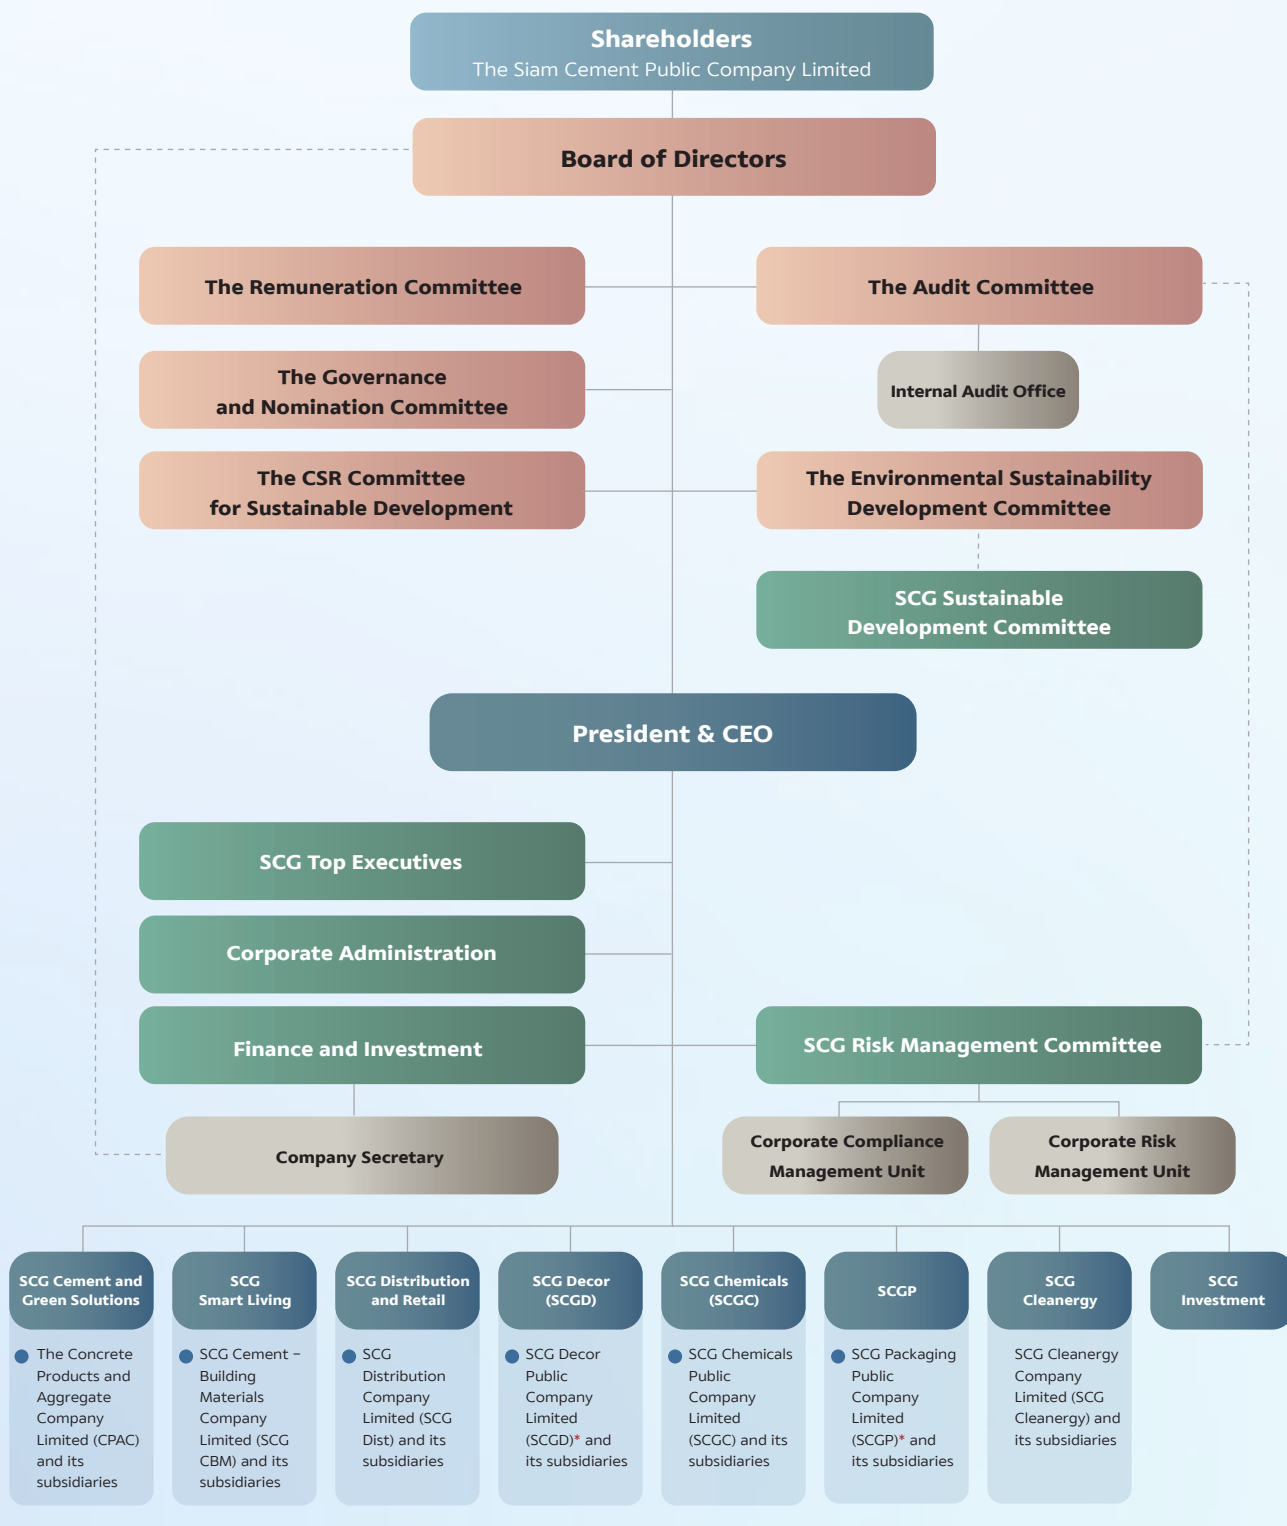 Shareholders
The Siam Cement Public Company Limited
Board of Directors
The Remuneration Committee
The Audit Committee
The Governance
and Nomination Committee
Internal Audit Office
The CSR Committee
for Sustainable Development
The Environmental Sustainability
Development Committee
SCG Sustainable
Development Committee
President & CEO
SCG Top Executives
Corporate Administration
Finance and Investment
SCG Risk Management Committee
Company Secretary
Corporate Compliance
Management Unit
Corporate Risk
Management Unit
SCG Cement and
Green Solutions
The Concrete
Products and
Aggregate
Company
Limited (CPAC)
and its
subsidiaries
SCG
Smart Living
SCG Cement –
Building
Materials
Company
Limited (SCG
CBM) and its
subsidiaries
SCG Distribution
and Retail
SCG
Distribution
Company
Limited (SCG
Dist) and its
subsidiaries
SCG Decor
(SCGD)
SCG Decor
Public
Company
Limited
(SCGD)* and
its subsidiaries
SCG Chemicals
(SCGC)
SCG Chemicals
Public
Company
Limited
(SCGC) and its
subsidiaries
SCGP
SCG Packaging
Public
Company
Limited
(SCGP)* and
its subsidiaries
SCG
Cleanergy
SCG Cleanergy
Company
Limited (SCG
Cleanergy) and
its subsidiaries
SCG
Investment